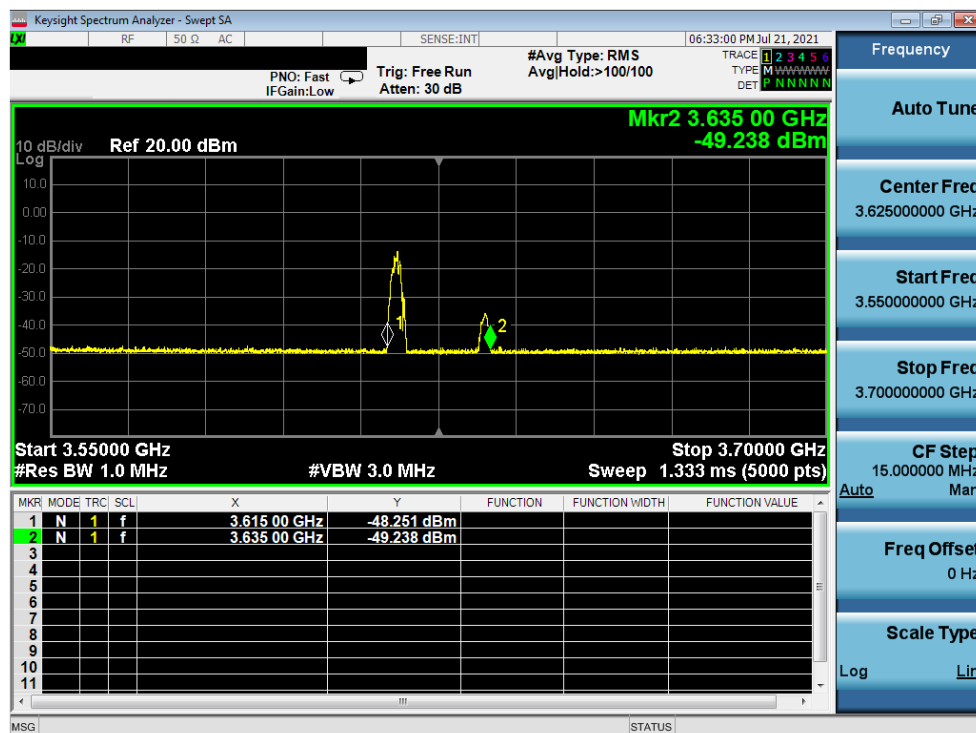 Keysight Spectrum Analyzer - Swept SA
LXI RF 50 Ω AC SENSE:INT 06:33:00 PM Jul 21, 2021
#Avg Type: RMS TRACE 1 2 3 4 5 6
PNO: Fast Trig: Free Run Avg|Hold:>100/100 TYPE M W W W W W
IFGain:Low Atten: 30 dB DET P N N N N N
Mkr2 3.635 00 GHz
-49.238 dBm
10 dB/div Ref 20.00 dBm
Log
10.0
0.00
-10.0
-20.0
-30.0
-40.0
-50.0
-60.0
-70.0
1
2
Start 3.55000 GHz Stop 3.70000 GHz
#Res BW 1.0 MHz #VBW 3.0 MHz Sweep 1.333 ms (5000 pts)
MKR MODE TRC SCL X Y FUNCTION FUNCTION WIDTH FUNCTION VALUE
1 N 1 f 3.615 00 GHz -48.251 dBm
2 N 1 f 3.635 00 GHz -49.238 dBm
3
4
5
6
7
8
9
10
11
MSG STATUS
Frequency
Auto Tune
Center Freq
3.625000000 GHz
Start Freq
3.550000000 GHz
Stop Freq
3.700000000 GHz
CF Step
15.000000 MHz
Auto Man
Freq Offset
0 Hz
Scale Type
Log Lin